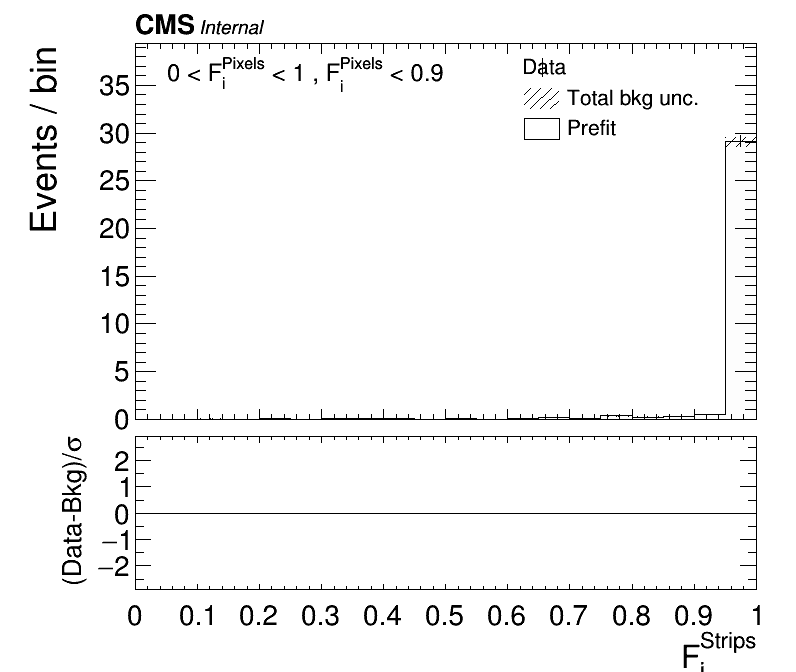 CMS Internal
0 < F_i^Pixels < 1 , F_i^Pixels < 0.9
Data
Total bkg unc.
Prefit
Events / bin
35
30
25
20
15
10
5
0
(Data-Bkg)/σ
2
1
0
−1
−2
0 0.1 0.2 0.3 0.4 0.5 0.6 0.7 0.8 0.9 1
F_i^Strips